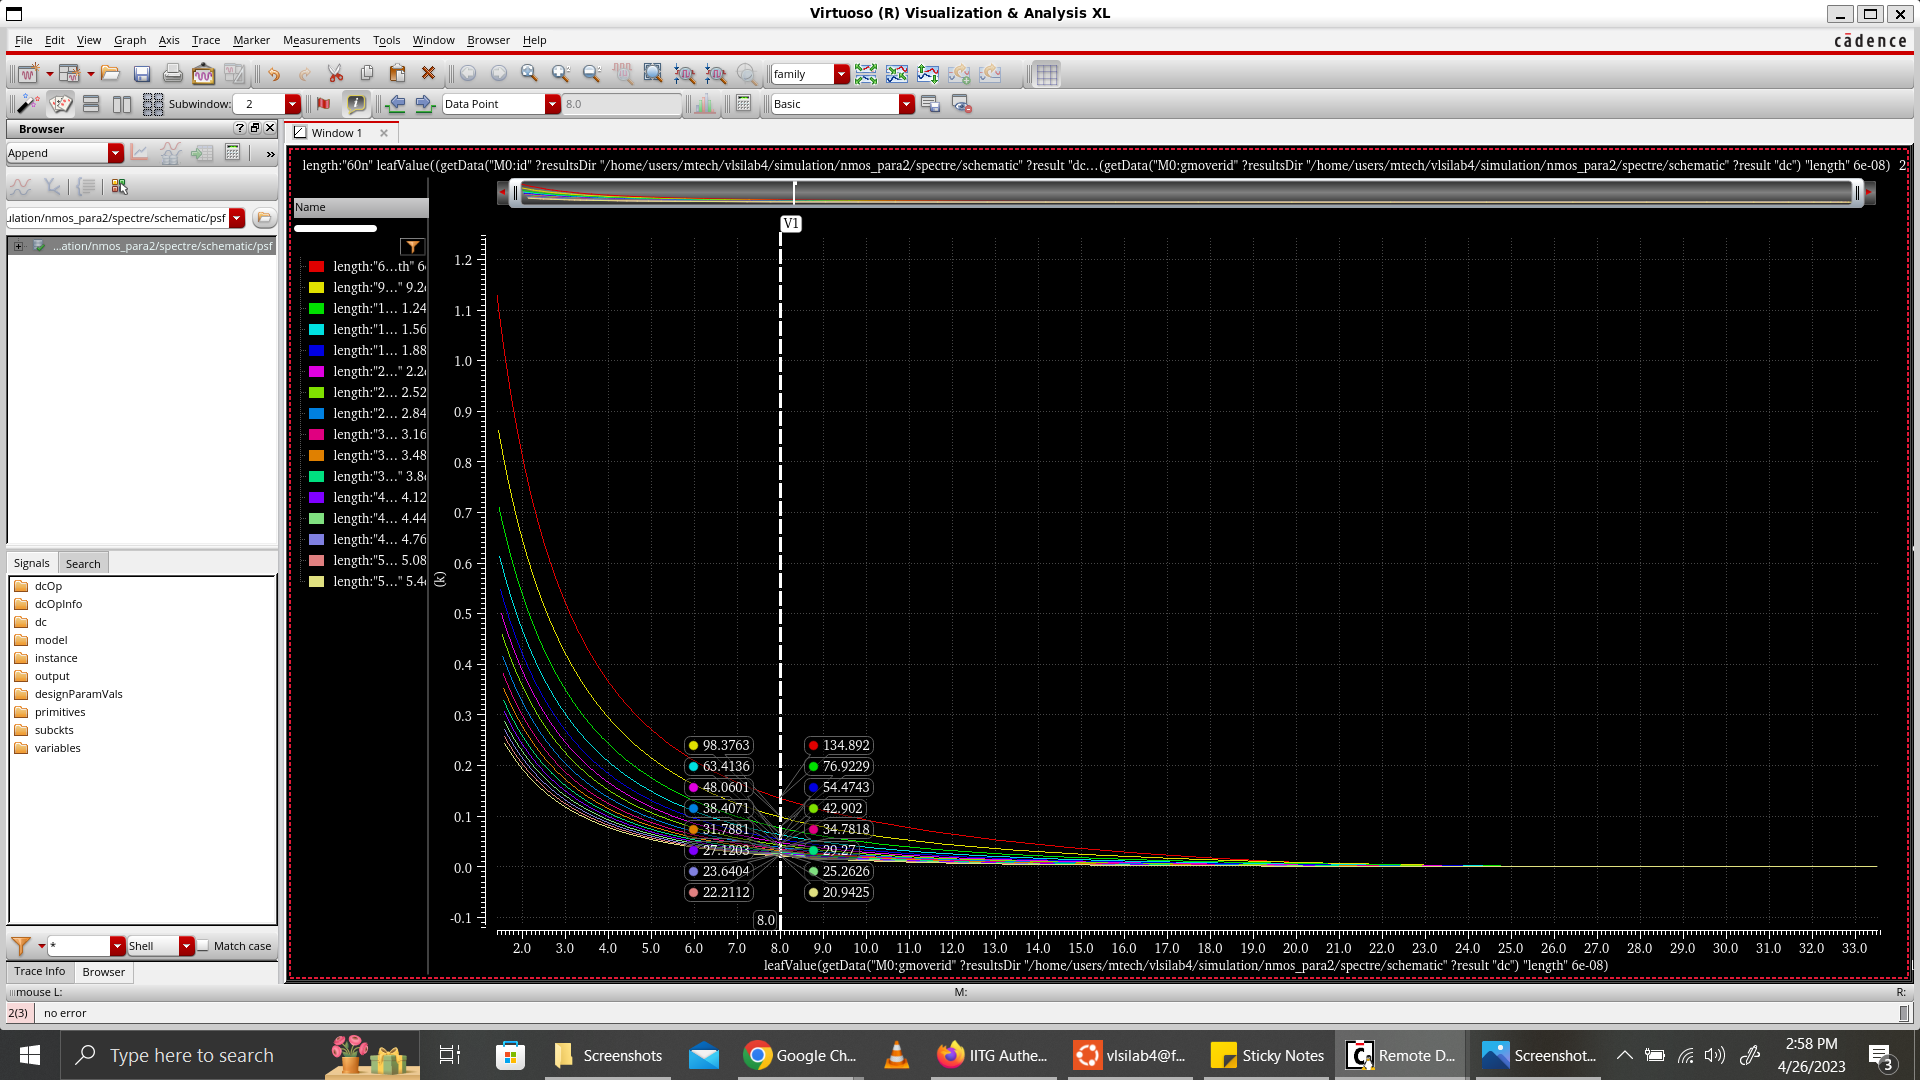 Virtuoso (R) Visualization & Analysis XL
File Edit View Graph Axis Trace Marker Measurements Tools Window Browser Help
cādence
family
Subwindow: 2
Data Point
8.0
Basic
Browser
Window 1
Append
»
ulation/nmos_para2/spectre/schematic/psf
...ation/nmos_para2/spectre/schematic/psf
length:"60n" leafValue((getData("M0:id" ?resultsDir "/home/users/mtech/vlsilab4/simulation/nmos_para2/spectre/schematic" ?result "dc...(getData("M0:gmoverid" ?resultsDir "/home/users/mtech/vlsilab4/simulation/nmos_para2/spectre/schematic" ?result "dc") "length" 6e-08) 2
Name
V1
length:"6...th" 6
length:"9..." 9.2
length:"1... 1.24
length:"1... 1.56
length:"1... 1.88
length:"2..." 2.2
length:"2... 2.52
length:"2... 2.84
length:"3... 3.16
length:"3... 3.48
length:"3..." 3.8
length:"4... 4.12
length:"4... 4.44
length:"4... 4.76
length:"5... 5.08
length:"5..." 5.4
1.2
1.1
1.0
0.9
0.8
0.7
0.6
(k)
0.5
0.4
0.3
0.2
0.1
0.0
-0.1
98.3763 134.892
63.4136 76.9229
48.0601 54.4743
38.4071 42.902
31.7881 34.7818
27.1203 29.27
23.6404 25.2626
22.2112 20.9425
8.0
2.0 3.0 4.0 5.0 6.0 7.0 8.0 9.0 10.0 11.0 12.0 13.0 14.0 15.0 16.0 17.0 18.0 19.0 20.0 21.0 22.0 23.0 24.0 25.0 26.0 27.0 28.0 29.0 30.0 31.0 32.0 33.0
leafValue(getData("M0:gmoverid" ?resultsDir "/home/users/mtech/vlsilab4/simulation/nmos_para2/spectre/schematic" ?result "dc") "length" 6e-08)
Signals Search
dcOp
dcOpInfo
dc
model
instance
output
designParamVals
primitives
subckts
variables
* Shell Match case
Trace Info Browser
mouse L: M: R:
2(3) no error
Type here to search
Screenshots
Google Ch...
IITG Authe...
vlsilab4@f...
Sticky Notes
Remote D...
Screenshot...
2:58 PM
4/26/2023
3